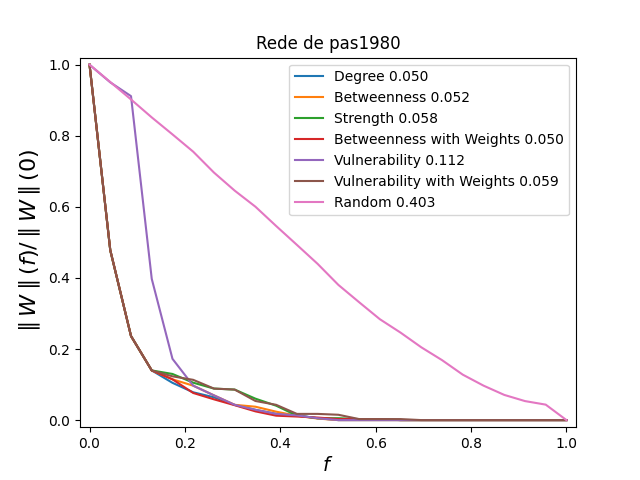 Rede de pas1980
1.0
0.8
0.6
0.4
0.2
0.0
∥ W ∥ (f)/ ∥ W ∥ (0)
Degree 0.050
Betweenness 0.052
Strength 0.058
Betweenness with Weights 0.050
Vulnerability 0.112
Vulnerability with Weights 0.059
Random 0.403
0.0 0.2 0.4 0.6 0.8 1.0
f